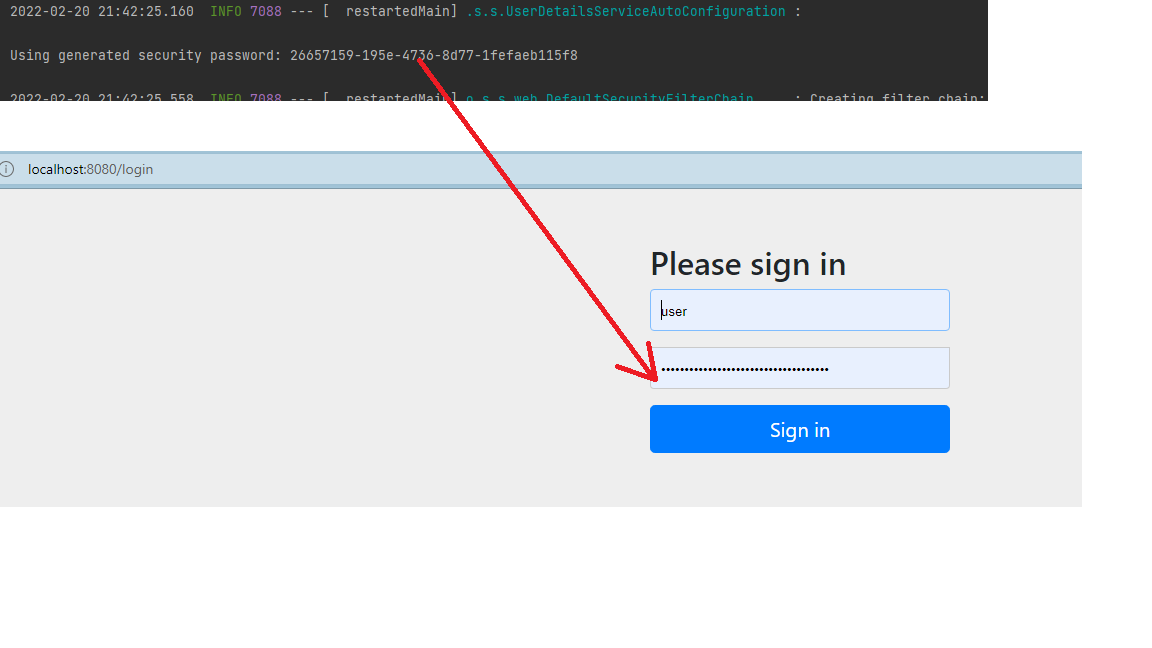 2022-02-20 21:42:25.160  INFO 7088 --- [  restartedMain] .s.s.UserDetailsServiceAutoConfiguration :
Using generated security password: 26657159-195e-4736-8d77-1fefaeb115f8
2022-02-20 21:42:25.558  INFO 7088 --- [  restartedMain] o.s.s.web.DefaultSecurityFilterChain     : Creating filter chain:
localhost:8080/login
Please sign in
user
••••••••••••••••••••••••••••••••••••
Sign in